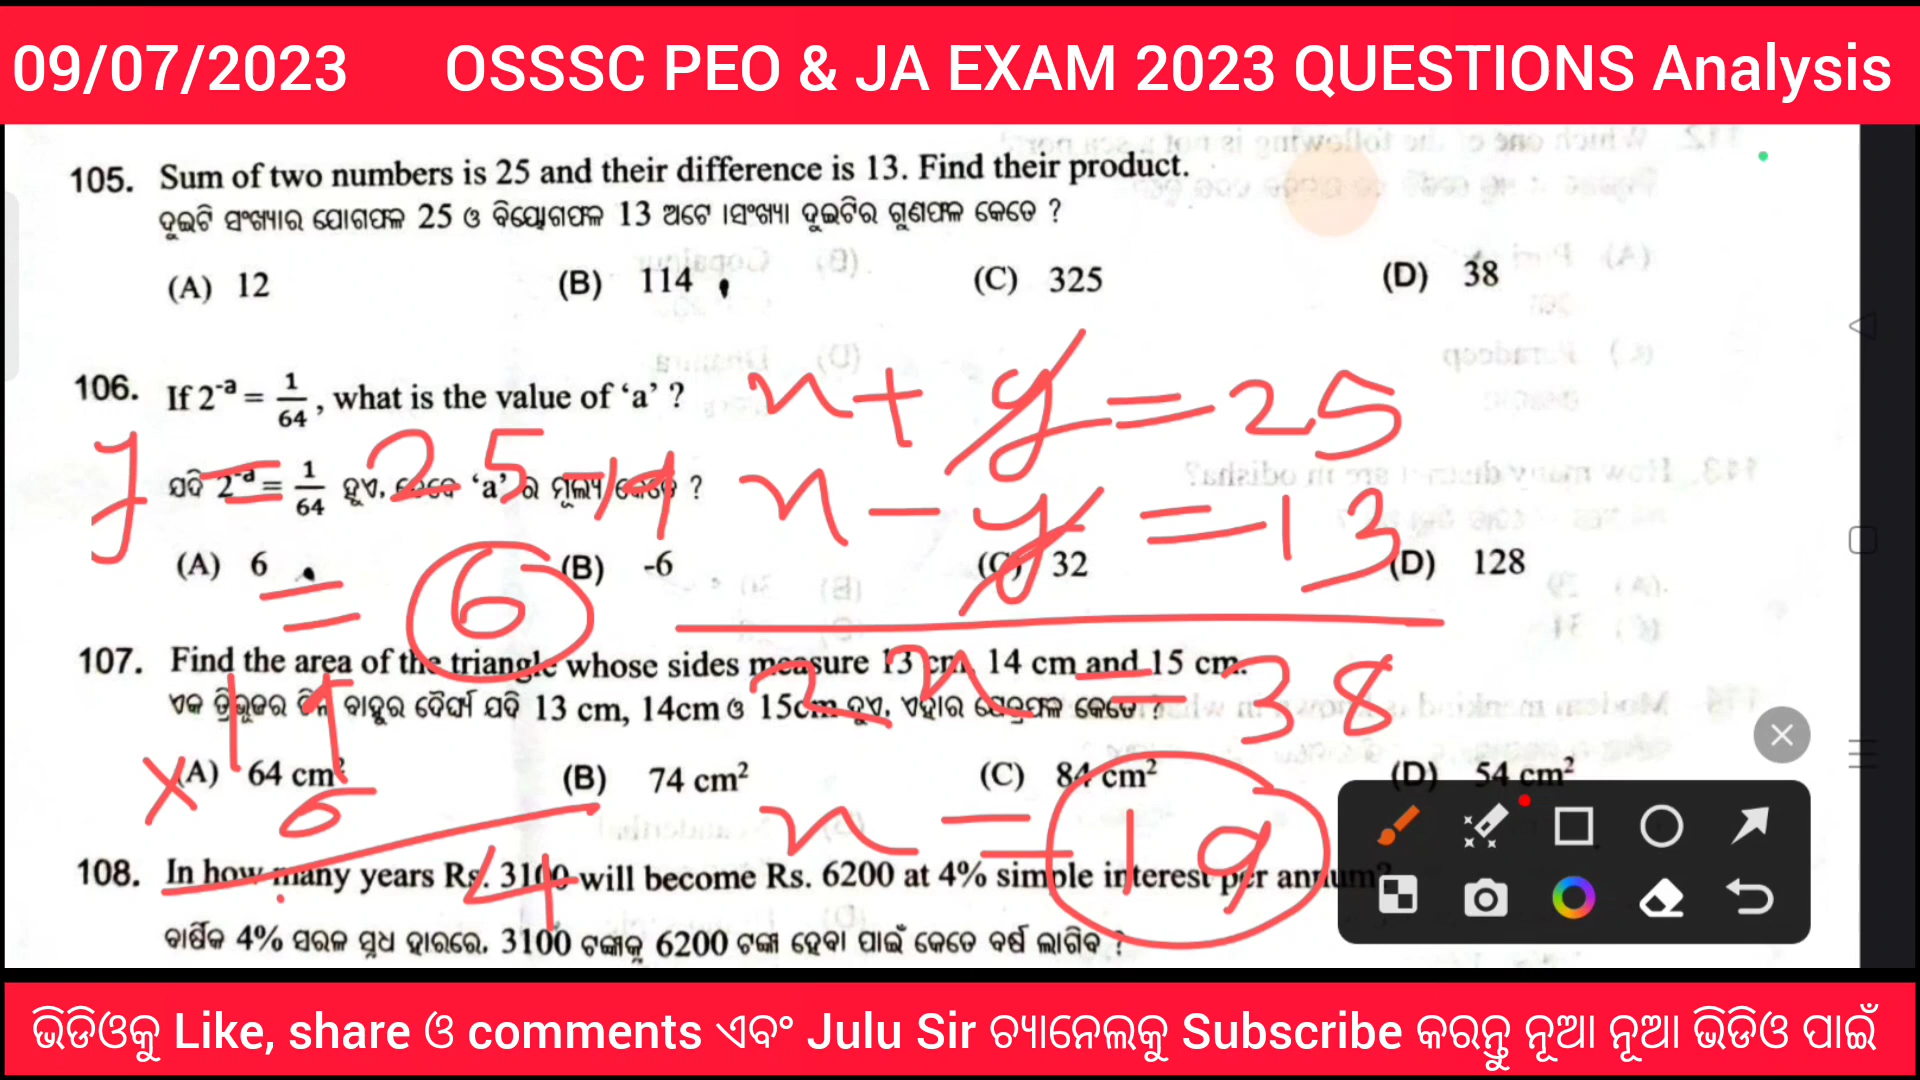 09/07/2023 OSSSC PEO & JA EXAM 2023 QUESTIONS Analysis
105. Sum of two numbers is 25 and their difference is 13. Find their product.
ଦୁଇଟି ସଂଖ୍ୟାର ଯୋଗଫଳ 25 ଓ ବିୟୋଗଫଳ 13 ଅଟେ ।ସଂଖ୍ୟା ଦୁଇଟିର ଗୁଣଫଳ କେତେ ?
(A) 12 (B) 114 (C) 325 (D) 38
106. If 2⁻ᵃ = 1/64, what is the value of ‘a’ ?
ଯଦି 2⁻ᵃ = 1/64 ହୁଏ, ତେବେ ‘a’ ର ମୂଲ୍ୟ କେତେ ?
(A) 6 (B) -6 (C) 32 (D) 128
107. Find the area of the triangle whose sides measure 13 cm, 14 cm and 15 cm.
ଏକ ତ୍ରିଭୁଜର ତିନି ବାହୁର ଦୈର୍ଘ୍ୟ ଯଦି 13 cm, 14cm ଓ 15cm ହୁଏ, ଏହାର କ୍ଷେତ୍ରଫଳ କେତେ ?
(A) 64 cm² (B) 74 cm² (C) 84 cm² (D) 54 cm²
108. In how many years Rs. 3100 will become Rs. 6200 at 4% simple interest per annum?
ବାର୍ଷିକ 4% ସରଳ ସୁଧ ହାରରେ, 3100 ଟଙ୍କାକୁ 6200 ଟଙ୍କା ହେବା ପାଇଁ କେତେ ବର୍ଷ ଲାଗିବ ?
x + y = 25
x - y = 13
2x = 38
x = 19
y = 25 - 19
= 6
19
x 6
4
ଭିଡିଓକୁ Like, share ଓ comments ଏବଂ Julu Sir ଚ୍ୟାନେଲକୁ Subscribe କରନ୍ତୁ ନୂଆ ନୂଆ ଭିଡିଓ ପାଇଁ